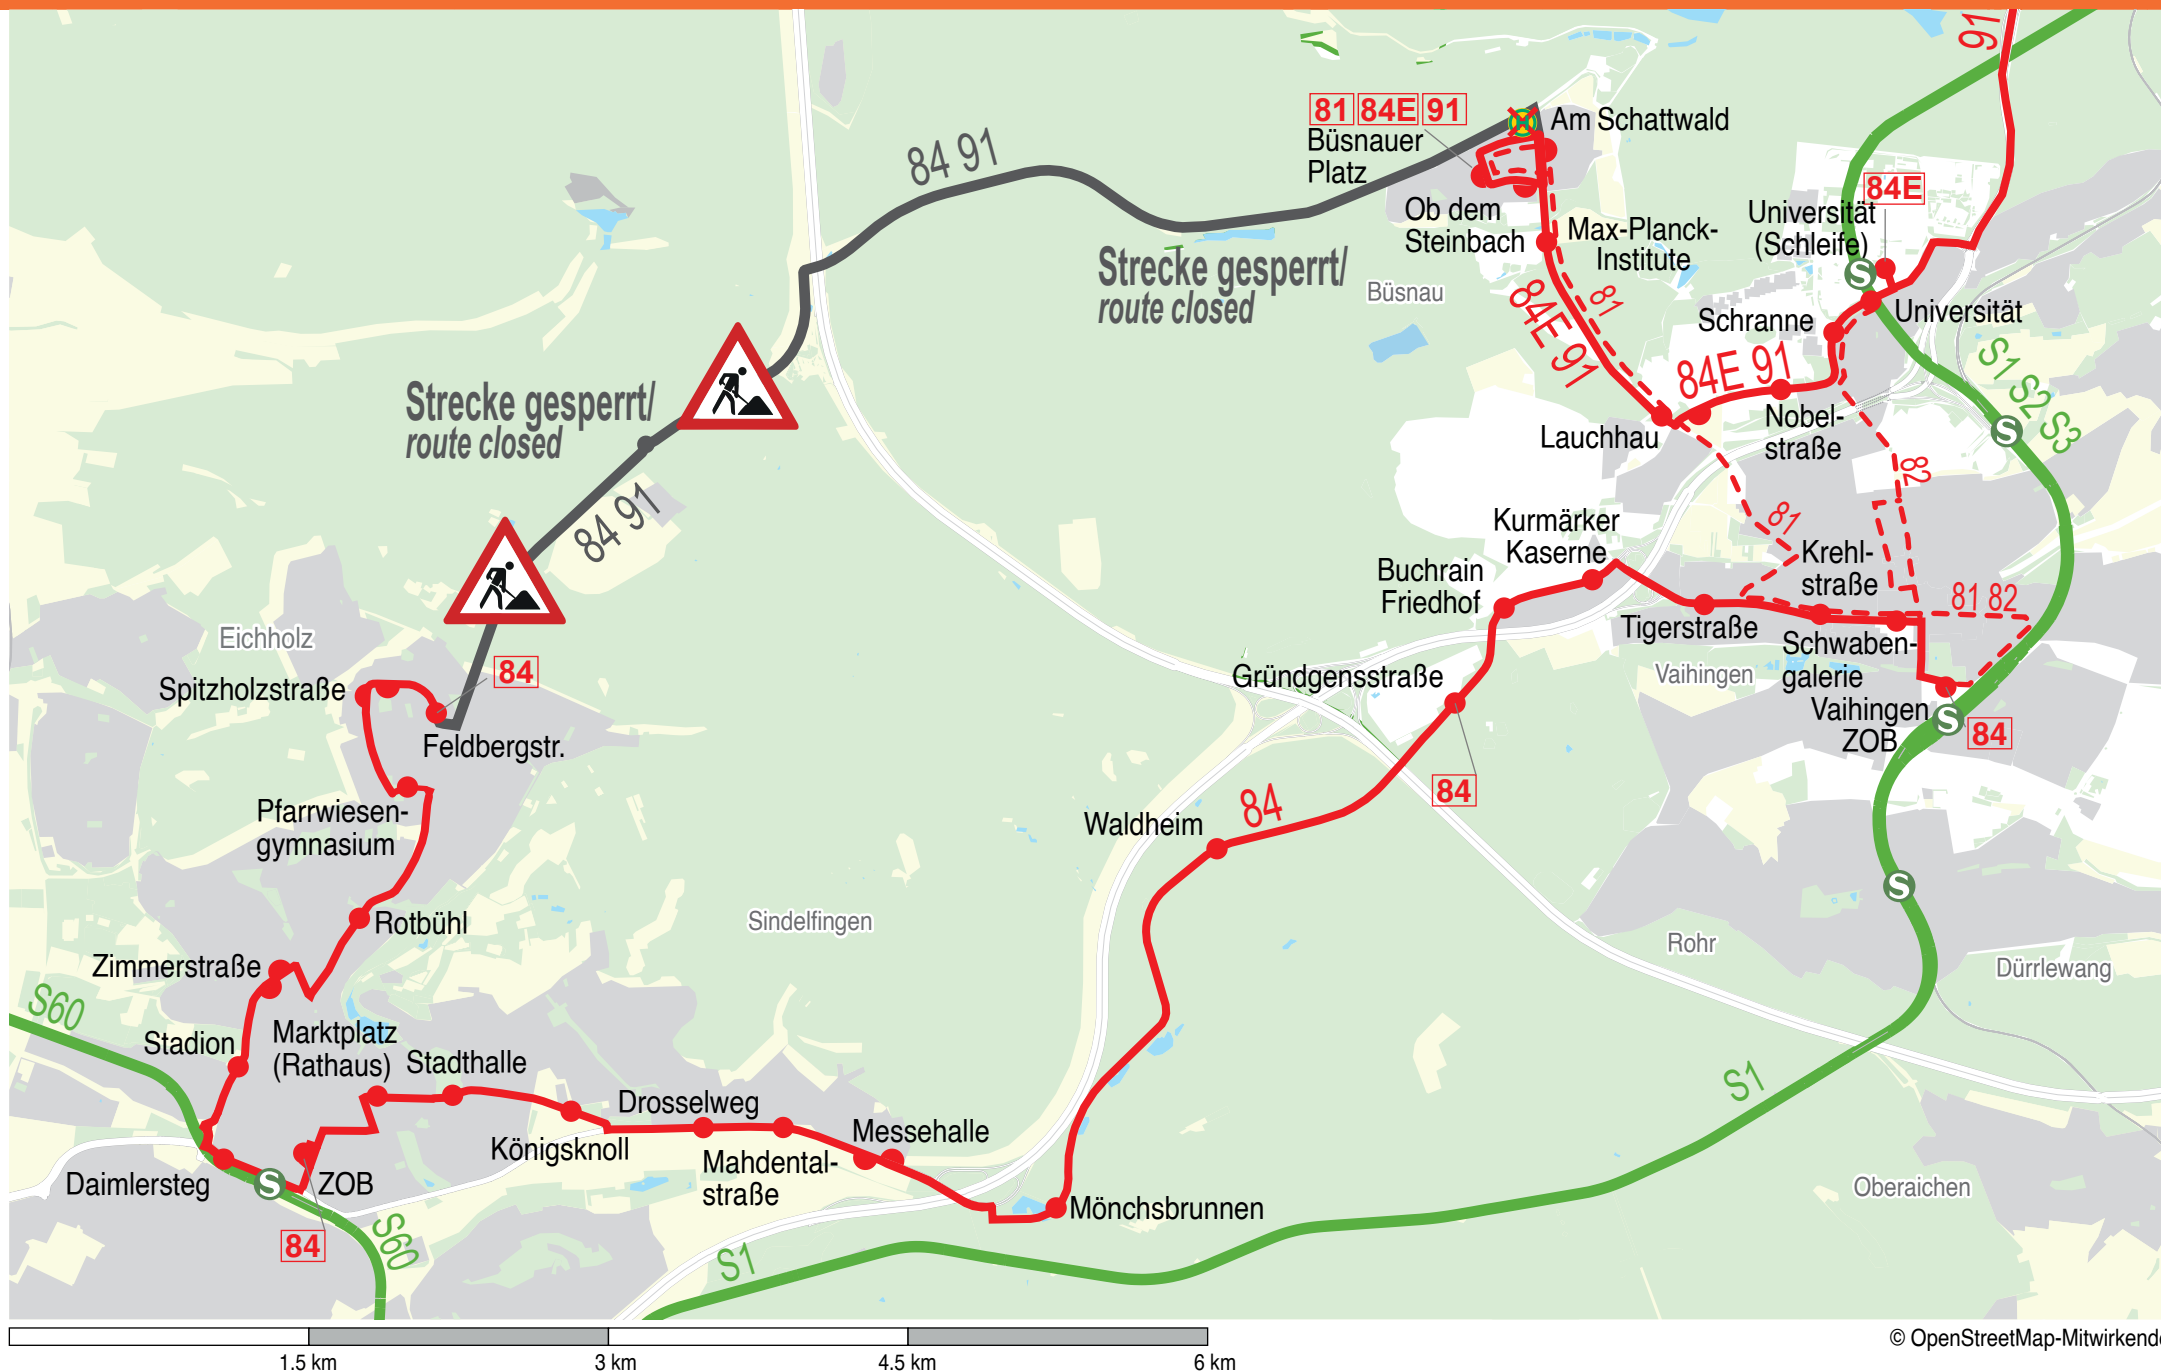 91
81 84E 91
Büsnauer
Platz
Am Schattwald
84 91
84E
Universität
(Schleife)
S
Ob dem
Steinbach
Max-Planck-
Institute
Strecke gesperrt/
route closed
Büsnau
81
84E 91
Universität
Schranne
84E 91
S1 S2 S3
S
Nobel-
straße
Lauchhau
Strecke gesperrt/
route closed
84 91
82
81
Kurmärker
Kaserne
Krehl-
straße
Buchrain
Friedhof
81 82
Tigerstraße
Schwaben-
galerie
Vaihingen
Eichholz
84
Spitzholzstraße
Gründgensstraße
Vaihingen
ZOB
S
84
Feldbergstr.
84
84
Waldheim
Pfarrwiesen-
gymnasium
S
Rotbühl
Sindelfingen
Rohr
Dürrlewang
Zimmerstraße
S60
Marktplatz
(Rathaus)
Stadion
Stadthalle
S1
Drosselweg
Königsknoll
Messehalle
Mahdental-
straße
Daimlersteg
S
ZOB
Oberaichen
Mönchsbrunnen
84
S60
S1
1.5 km
3 km
4.5 km
6 km
© OpenStreetMap-Mitwirkende